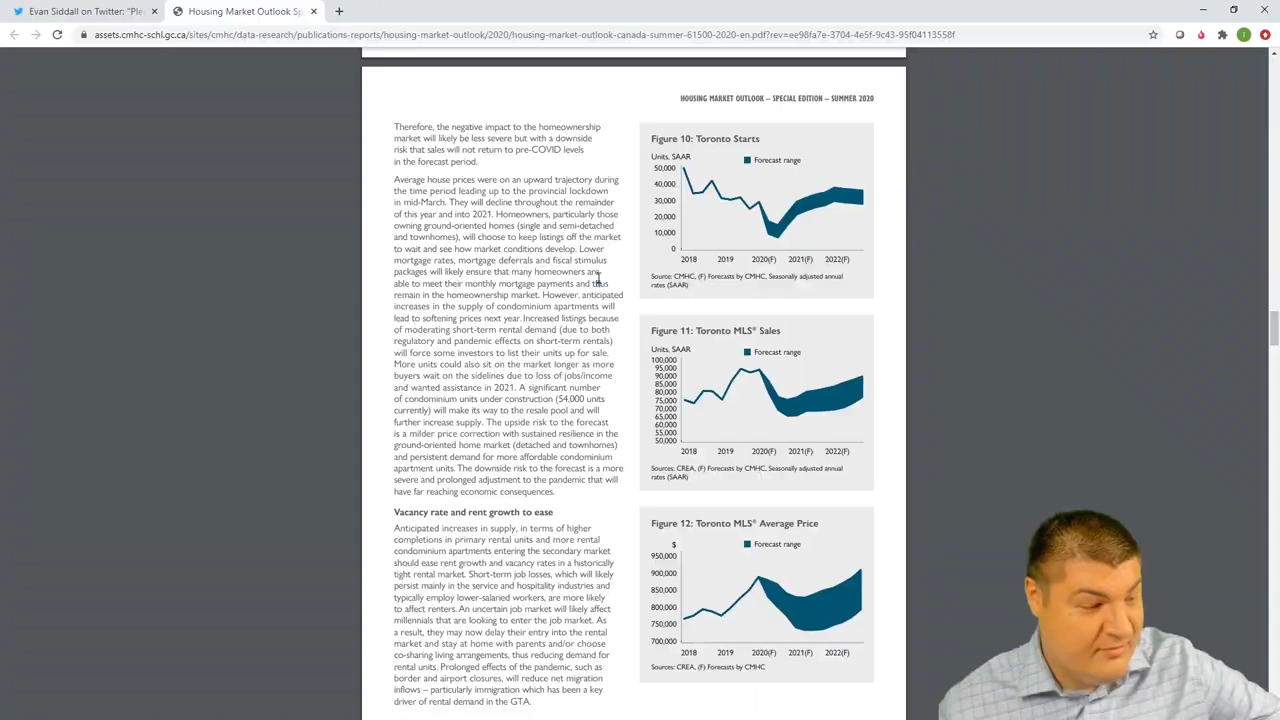 Evan Siddall on Twitter: "Ple
Housing Market Outlook Sp
assets.cmhc-schl.gc.ca/sites/cmhc/data-research/publications-reports/housing-market-outlook/2020/housing-market-outlook-canada-summer-61500-2020-en.pdf?rev=ee98fa7e-3704-4e5f-9c43-95f04113558f
HOUSING MARKET OUTLOOK – SPECIAL EDITION – SUMMER 2020
Therefore, the negative impact to the homeownership
market will likely be less severe but with a downside
risk that sales will not return to pre-COVID levels
in the forecast period.
Average house prices were on an upward trajectory during
the time period leading up to the provincial lockdown
in mid-March. They will decline throughout the remainder
of this year and into 2021. Homeowners, particularly those
owning ground-oriented homes (single and semi-detached
and townhomes), will choose to keep listings off the market
to wait and see how market conditions develop. Lower
mortgage rates, mortgage deferrals and fiscal stimulus
packages will likely ensure that many homeowners are
able to meet their monthly mortgage payments and thus
remain in the homeownership market. However, anticipated
increases in the supply of condominium apartments will
lead to softening prices next year. Increased listings because
of moderating short-term rental demand (due to both
regulatory and pandemic effects on short-term rentals)
will force some investors to list their units up for sale.
More units could also sit on the market longer as more
buyers wait on the sidelines due to loss of jobs/income
and wanted assistance in 2021. A significant number
of condominium units under construction (54,000 units
currently) will make its way to the resale pool and will
further increase supply. The upside risk to the forecast
is a milder price correction with sustained resilience in the
ground-oriented home market (detached and townhomes)
and persistent demand for more affordable condominium
apartment units. The downside risk to the forecast is a more
severe and prolonged adjustment to the pandemic that will
have far reaching economic consequences.
Vacancy rate and rent growth to ease
Anticipated increases in supply, in terms of higher
completions in primary rental units and more rental
condominium apartments entering the secondary market
should ease rent growth and vacancy rates in a historically
tight rental market. Short-term job losses, which will likely
persist mainly in the service and hospitality industries and
typically employ lower-salaried workers, are more likely
to affect renters. An uncertain job market will likely affect
millennials that are looking to enter the job market. As
a result, they may now delay their entry into the rental
market and stay at home with parents and/or choose
co-sharing living arrangements, thus reducing demand for
rental units. Prolonged effects of the pandemic, such as
border and airport closures, will reduce net migration
inflows – particularly immigration which has been a key
driver of rental demand in the GTA.
Figure 10: Toronto Starts
Units, SAAR
Forecast range
50,000
40,000
30,000
20,000
10,000
0
2018 2019 2020(F) 2021(F) 2022(F)
Source: CMHC, (F) Forecasts by CMHC, Seasonally adjusted annual
rates (SAAR)
Figure 11: Toronto MLS® Sales
Units, SAAR
Forecast range
100,000
95,000
90,000
85,000
80,000
75,000
70,000
65,000
60,000
55,000
50,000
2018 2019 2020(F) 2021(F) 2022(F)
Sources: CREA, (F) Forecasts by CMHC, Seasonally adjusted annual
rates (SAAR)
Figure 12: Toronto MLS® Average Price
$
Forecast range
950,000
900,000
850,000
800,000
750,000
700,000
2018 2019 2020(F) 2021(F) 2022(F)
Sources: CREA, (F) Forecasts by CMHC